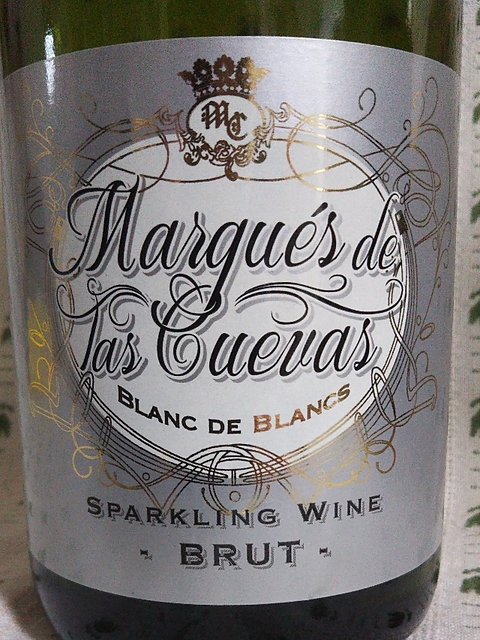 MC
Marqués de
las Cuevas
BLANC DE BLANCS
SPARKLING WINE
- BRUT -